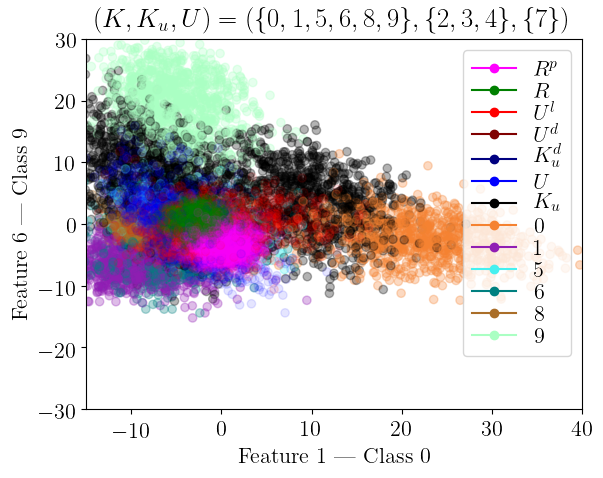 (K, K_u, U) = ({0, 1, 5, 6, 8, 9}, {2, 3, 4}, {7})
30
20
10
0
−10
−20
−30
Feature 6 — Class 9
−10
0
10
20
30
40
Feature 1 — Class 0
R^p
R
U^l
U^d
K_u^d
U
K_u
0
1
5
6
8
9